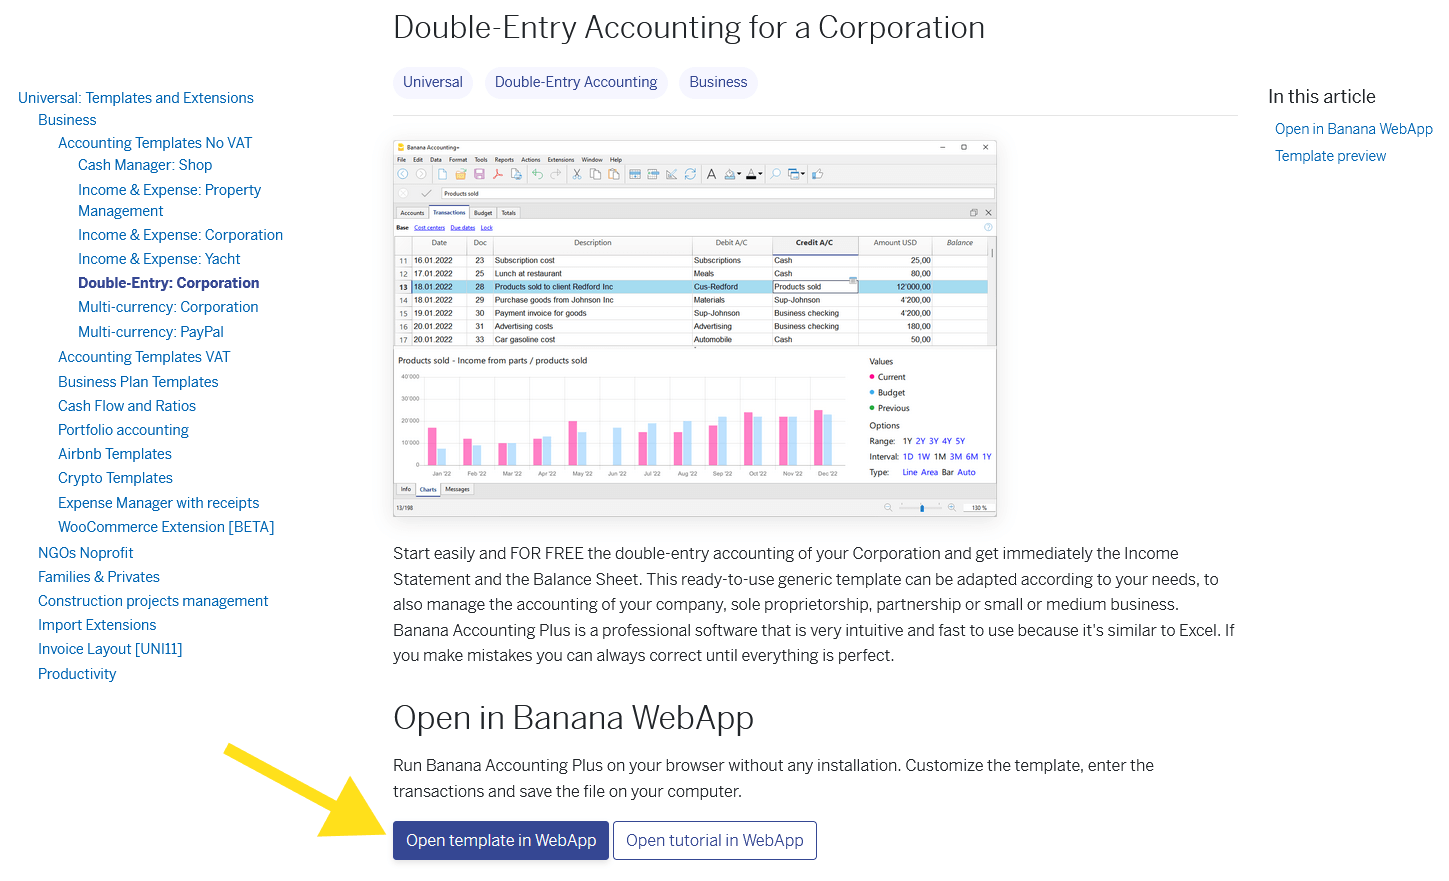 Double-Entry Accounting for a Corporation
Universal
Double-Entry Accounting
Business
Universal: Templates and Extensions
Business
Accounting Templates No VAT
Cash Manager: Shop
Income & Expense: Property
Management
Income & Expense: Corporation
Income & Expense: Yacht
Double-Entry: Corporation
Multi-currency: Corporation
Multi-currency: PayPal
Accounting Templates VAT
Business Plan Templates
Cash Flow and Ratios
Portfolio accounting
Airbnb Templates
Crypto Templates
Expense Manager with receipts
WooCommerce Extension [BETA]
NGOs Noprofit
Families & Privates
Construction projects management
Import Extensions
Invoice Layout [UNI11]
Productivity
In this article
Open in Banana WebApp
Template preview
Banana Accounting+
File Edit Data Format Tools Reports Actions Extensions Window Help
Products sold
Accounts Transactions Budget Totals
Base Cost centers Due dates Lock
Date Doc Description Debit A/C Credit A/C Amount USD Balance
11 16.01.2022 23 Subscription cost Subscriptions Cash 25,00
12 17.01.2022 25 Lunch at restaurant Meals Cash 80,00
13 18.01.2022 28 Products sold to client Redford Inc Cus-Redford Products sold 12'000,00
14 18.01.2022 29 Purchase goods from Johnson Inc Materials Sup-Johnson 4'200,00
15 19.01.2022 30 Payment invoice for goods Sup-Johnson Business checking 4'200,00
16 20.01.2022 31 Advertising costs Advertising Business checking 180,00
17 20.01.2022 33 Car gasoline cost Automobile Cash 50,00
Products sold - Income from parts / products sold
40'000
30'000
20'000
10'000
0
Jan '22 Feb '22 Mar '22 Apr '22 May '22 Jun '22 Jul '22 Aug '22 Sep '22 Oct '22 Nov '22 Dec '22
Values
Current
Budget
Previous
Options
Range: 1Y 2Y 3Y 4Y 5Y
Interval: 1D 1W 1M 3M 6M 1Y
Type: Line Area Bar Auto
Info Charts Messages
13/198
130 %
Start easily and FOR FREE the double-entry accounting of your Corporation and get immediately the Income
Statement and the Balance Sheet. This ready-to-use generic template can be adapted according to your needs, to
also manage the accounting of your company, sole proprietorship, partnership or small or medium business.
Banana Accounting Plus is a professional software that is very intuitive and fast to use because it's similar to Excel. If
you make mistakes you can always correct until everything is perfect.
Open in Banana WebApp
Run Banana Accounting Plus on your browser without any installation. Customize the template, enter the
transactions and save the file on your computer.
Open template in WebApp
Open tutorial in WebApp